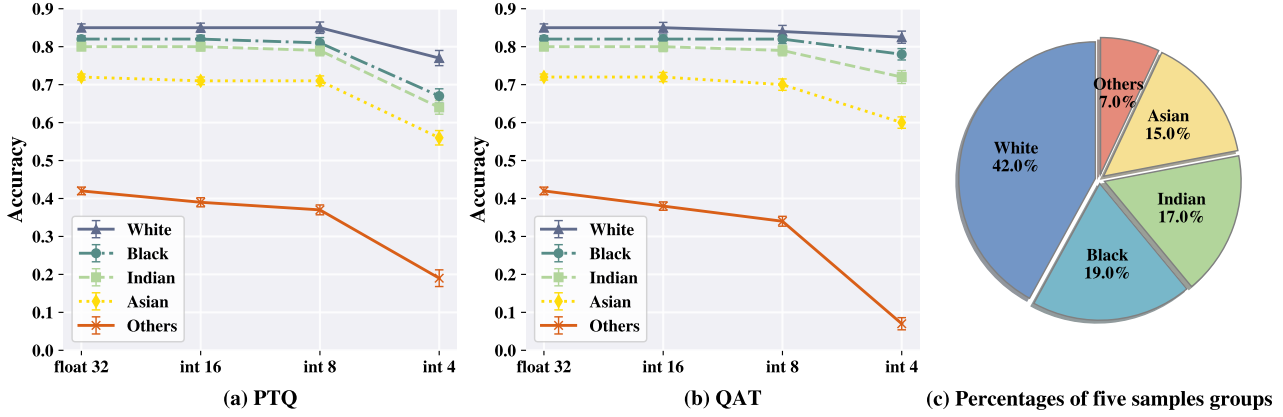 0.9
0.8
0.7
0.6
0.5
0.4
0.3
0.2
0.1
0.0
Accuracy
White
Black
Indian
Asian
Others
float 32
int 16
int 8
int 4
(a) PTQ
0.9
0.8
0.7
0.6
0.5
0.4
0.3
0.2
0.1
0.0
Accuracy
White
Black
Indian
Asian
Others
float 32
int 16
int 8
int 4
(b) QAT
Others
7.0%
Asian
15.0%
White
42.0%
Indian
17.0%
Black
19.0%
(c) Percentages of five samples groups